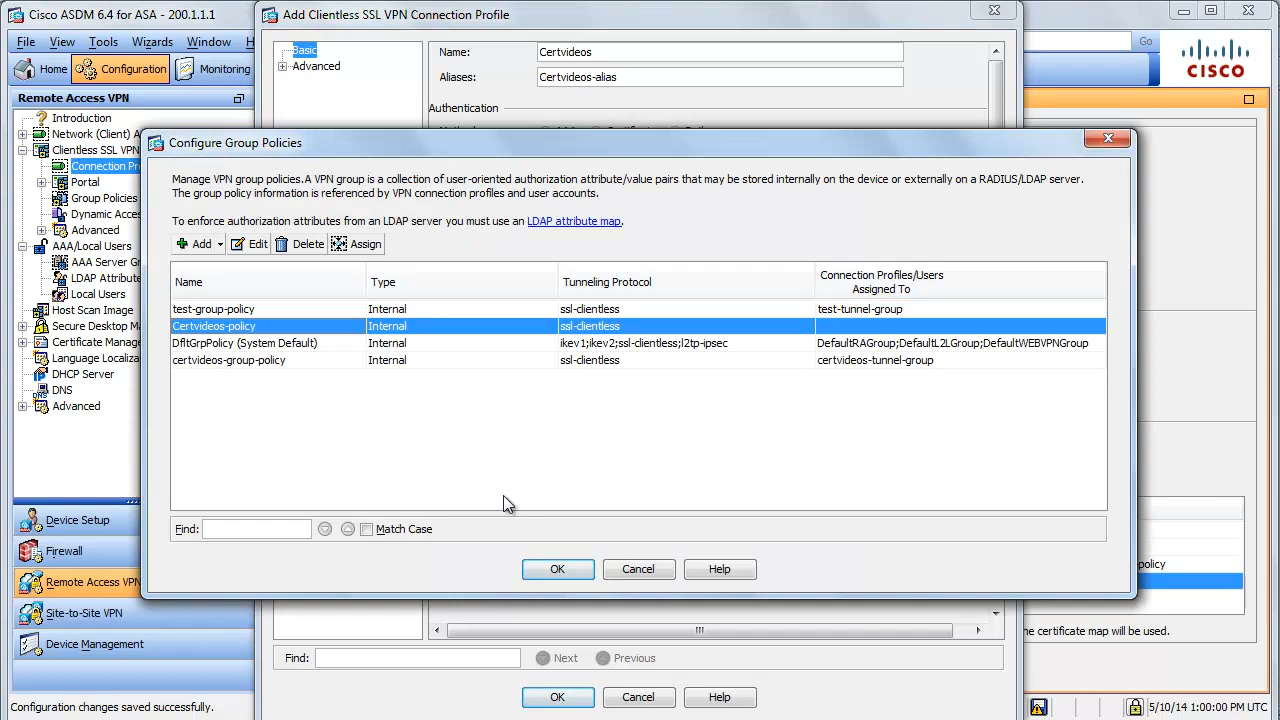 Cisco ASDM 6.4 for ASA - 200.1.1.1
File View Tools Wizards Window
Home Configuration Monitoring
Go
CISCO
Remote Access VPN
Introduction
Network (Client) A
Clientless SSL VPN
Connection Pr
Portal
Group Policies
Dynamic Acce
Advanced
AAA/Local Users
AAA Server G
LDAP Attribute
Local Users
Host Scan Image
Secure Desktop Ma
Certificate Manage
Language Localiza
DHCP Server
DNS
Advanced
Device Setup
Firewall
Remote Access VPN
Site-to-Site VPN
Device Management
Configuration changes saved successfully.
Add Clientless SSL VPN Connection Profile
Basic
Advanced
Name: Certvideos
Aliases: Certvideos-alias
Authentication
Configure Group Policies
Manage VPN group policies.A VPN group is a collection of user-oriented authorization attribute/value pairs that may be stored internally on the device or externally on a RADIUS/LDAP server.
The group policy information is referenced by VPN connection profiles and user accounts.
To enforce authorization attributes from an LDAP server you must use an LDAP attribute map.
Add Edit Delete Assign
Name Type Tunneling Protocol Connection Profiles/Users Assigned To
test-group-policy Internal ssl-clientless test-tunnel-group
Certvideos-policy Internal ssl-clientless
DfltGrpPolicy (System Default) Internal ikev1;ikev2;ssl-clientless;l2tp-ipsec DefaultRAGroup;DefaultL2LGroup;DefaultWEBVPNGroup
certvideos-group-policy Internal ssl-clientless certvideos-tunnel-group
Find: Match Case
OK Cancel Help
policy
he certificate map will be used.
Find: Next Previous
OK Cancel Help
5/10/14 1:00:00 PM UTC